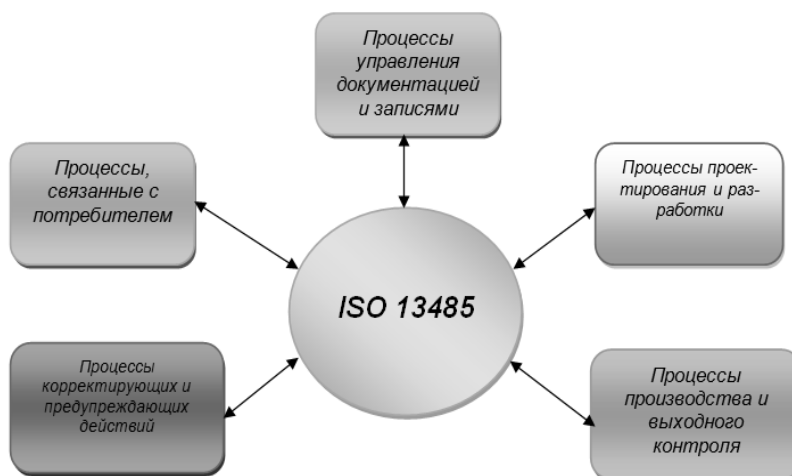 Процессы
управления
документацией
и записями
Процессы,
связанные с
потребителем
Процессы проек-
тирования и раз-
работки
ISO 13485
Процессы
корректирующих и
предупреждающих
действий
Процессы
производства и
выходного
контроля